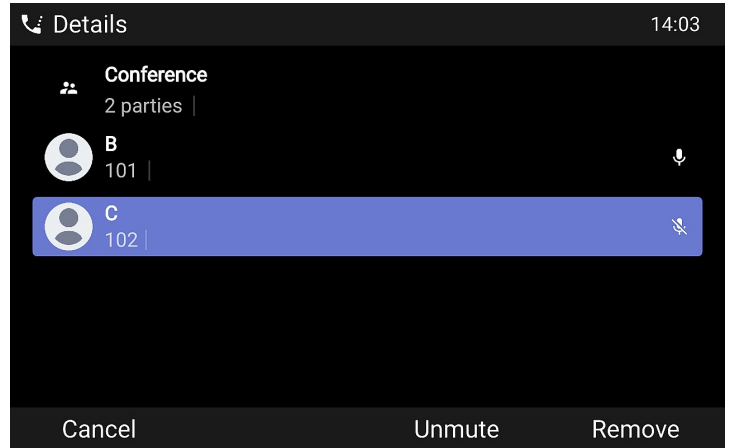 Details 14:03
Conference
2 parties
B
101
C
102
Cancel Unmute Remove